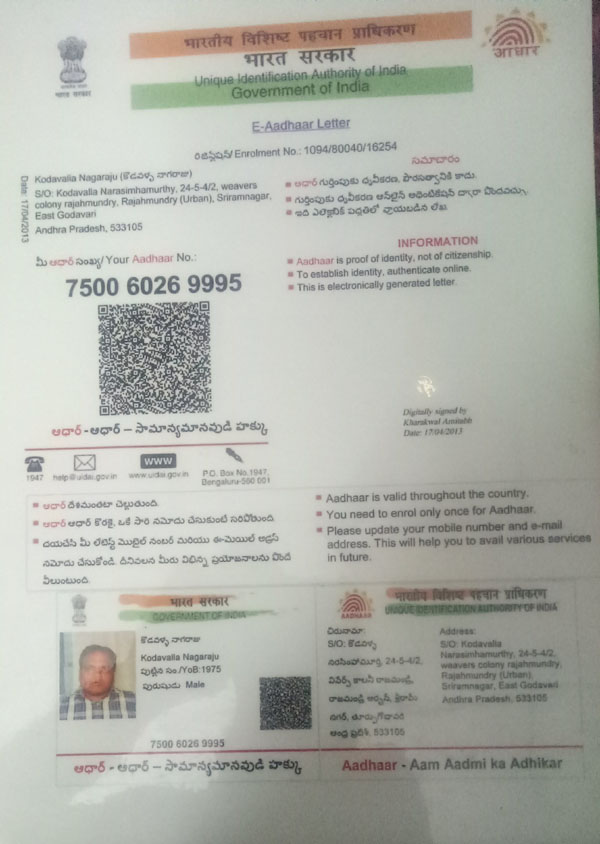 भारतीय विशिष्ट पहचान प्राधिकरण
भारत सरकार
Unique Identification Authority of India
Government of India
भारत सरकार
आधार
E-Aadhaar Letter
Enrolment No.: 1094/80040/16254
Date: 17/04/2013
Kodavalla Nagaraju (కొడవళ్ళ నాగరాజు)
S/O: Kodavalla Narasimhamurthy, 24-5-4/2, weavers
colony rajahmundry, Rajahmundry (Urban), Sriramnagar,
East Godavari
Andhra Pradesh, 533105
సమాచారం
ఆధార్ గుర్తింపుకు ధృవీకరణ, పౌరసత్వానికి కాదు.
గుర్తింపుకు ధృవీకరణ ఆన్‌లైన్ అథెంటికేషన్ ద్వారా పొందవచ్చు.
ఇది ఎలెక్ట్రానిక్ పద్ధతిలో వ్రాయబడిన లేఖ.
మీ ఆధార్ సంఖ్య/ Your Aadhaar No.:
7500 6026 9995
INFORMATION
Aadhaar is proof of identity, not of citizenship.
To establish identity, authenticate online.
This is electronically generated letter.
Digitally signed by
Kharakwal Amitabh
Date: 17/04/2013
ఆధార్ -ఆధార్ – సామాన్యమానవుడి హక్కు
1947
help@uidai.gov.in
www
www.uidai.gov.in
P.O. Box No.1947,
Bengaluru-560 001
ఆధార్ దేశమంతటా చెల్లుతుంది.
ఆధార్ ఆధార్ కొరకై, ఒకే సారి నమోదు చేసుకుంటే సరిపోతుంది.
దయచేసి మీ లేటెస్ట్ మొబైల్ నంబర్ మరియు ఈ-మెయిల్ అడ్రస్
నమోదు చేసుకోండి. దీనివలన మీరు విభిన్న ప్రయోజనాలను పొందే
వీలుంటుంది.
Aadhaar is valid throughout the country.
You need to enrol only once for Aadhaar.
Please update your mobile number and e-mail
address. This will help you to avail various services
in future.
भारत सरकार
GOVERNMENT OF INDIA
కొడవళ్ళ నాగరాజు
Kodavalla Nagaraju
పుట్టిన సం./YoB:1975
పురుషుడు Male
7500 6026 9995
ఆధార్ - ఆధార్ – సామాన్యమానవుడి హక్కు
AADHAAR
भारतीय विशिष्ट पहचान प्राधिकरण
UNIQUE IDENTIFICATION AUTHORITY OF INDIA
చిరునామా:
S/O: కొడవళ్ళ
నరసింహమూర్తి, 24-5-4/2,
వీవర్స్ కాలనీ రాజమండ్రి,
రాజమండ్రి అర్బన్, శ్రీరామ్
నగర్, తూర్పుగోదావరి
ఆంధ్ర ప్రదేశ్, 533105
Address:
S/O: Kodavalla
Narasimhamurthy, 24-5-4/2,
weavers colony rajahmundry,
Rajahmundry (Urban),
Sriramnagar, East Godavari
Andhra Pradesh, 533105
Aadhaar - Aam Aadmi ka Adhikar